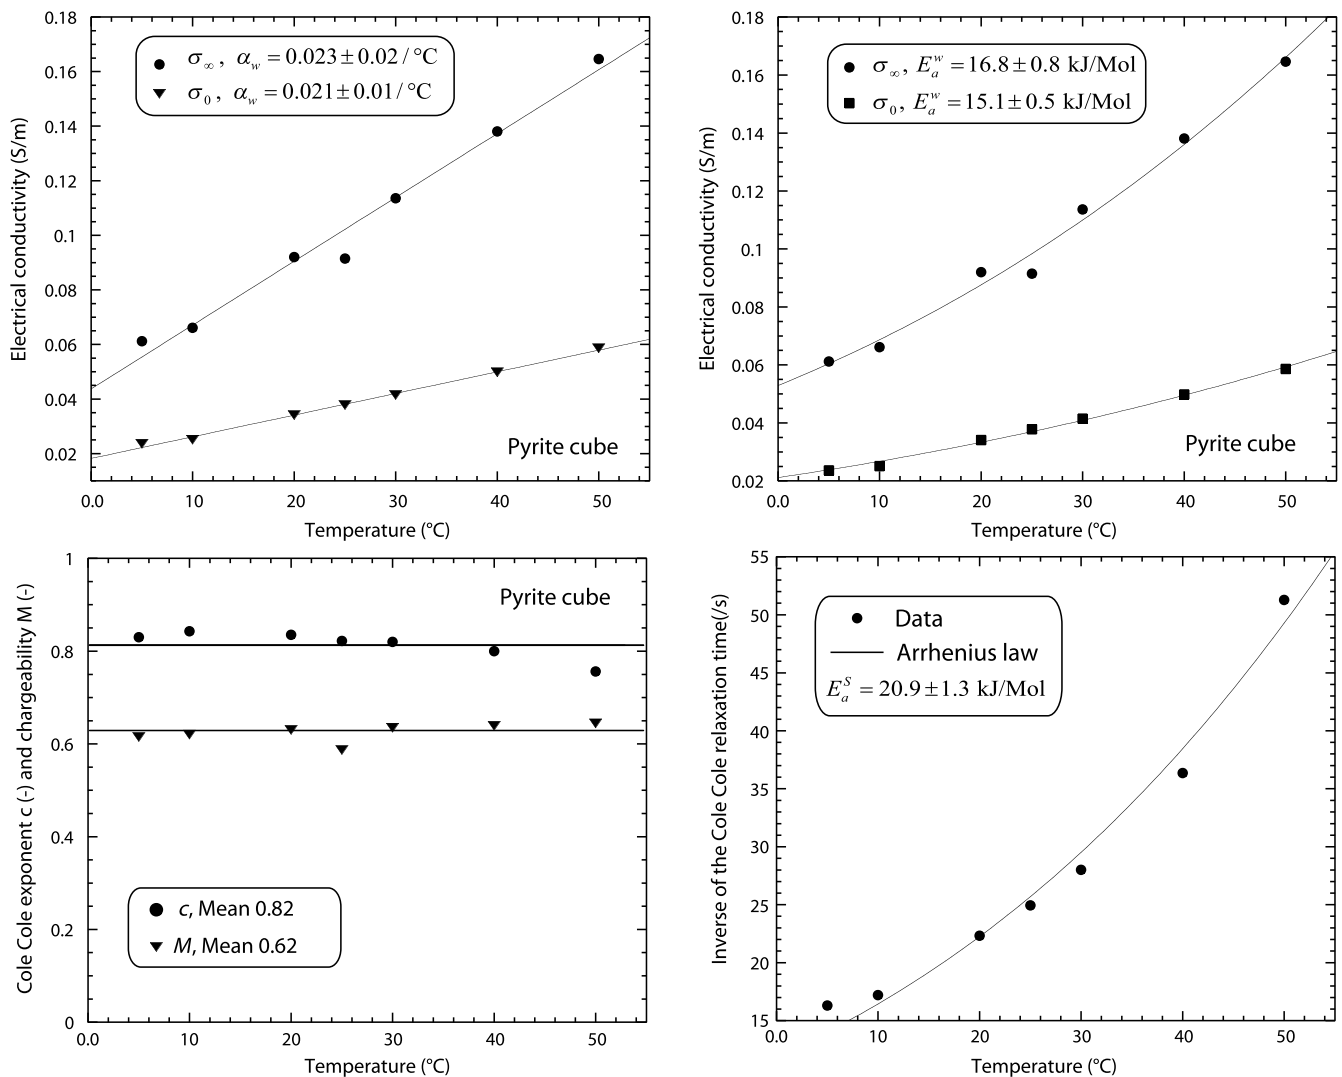 Electrical conductivity (S/m)
0.18
0.16
0.14
0.12
0.1
0.08
0.06
0.04
0.02
σ∞, αw = 0.023±0.02/°C
σ0, αw = 0.021±0.01/°C
Pyrite cube
0.0 10 20 30 40 50
Temperature (°C)
Electrical conductivity (S/m)
0.18
0.16
0.14
0.12
0.1
0.08
0.06
0.04
0.02
σ∞, Eaw = 16.8±0.8 kJ/Mol
σ0, Eaw = 15.1±0.5 kJ/Mol
Pyrite cube
0.0 10 20 30 40 50
Temperature (°C)
Cole Cole exponent c (-) and chargeability M (-)
1
0.8
0.6
0.4
0.2
0
Pyrite cube
c, Mean 0.82
M, Mean 0.62
0.0 10 20 30 40 50
Temperature (°C)
Inverse of the Cole Cole relaxation time(/s)
55
50
45
40
35
30
25
20
15
Data
Arrhenius law
EaS = 20.9±1.3 kJ/Mol
0.0 10 20 30 40 50
Temperature (°C)